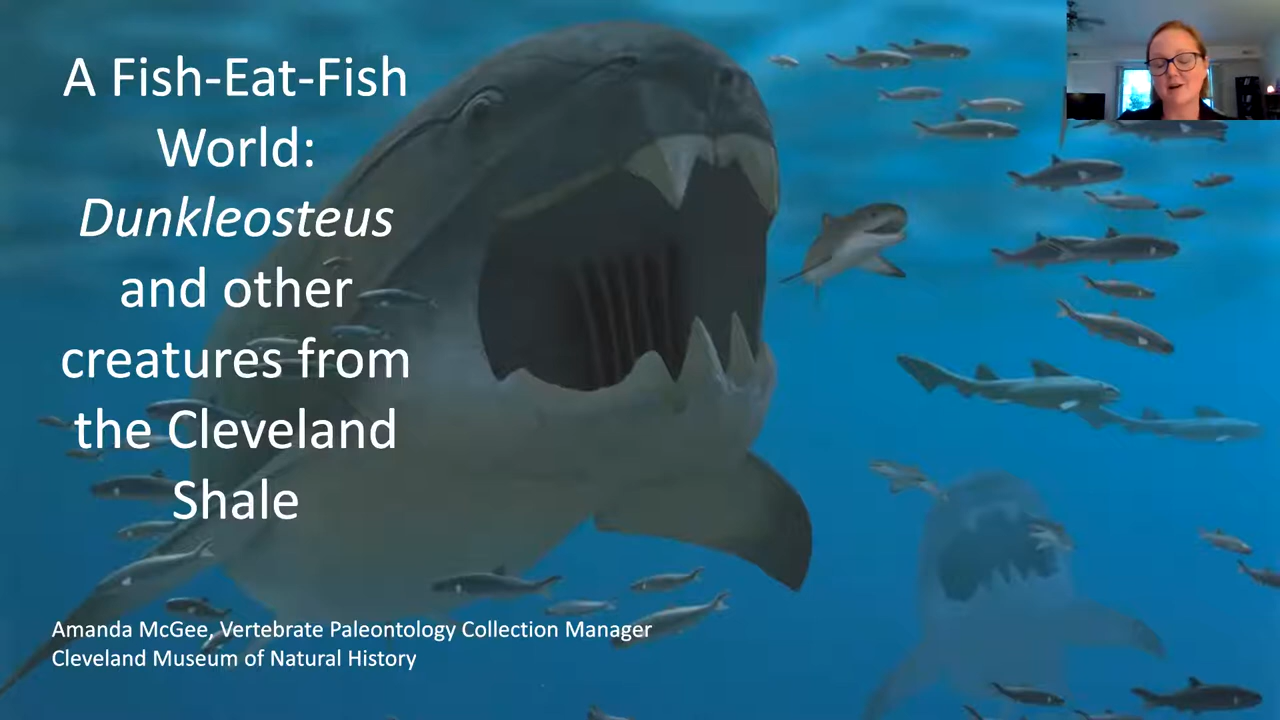 A Fish-Eat-Fish
World:
Dunkleosteus
and other
creatures from
the Cleveland
Shale
Amanda McGee, Vertebrate Paleontology Collection Manager
Cleveland Museum of Natural History